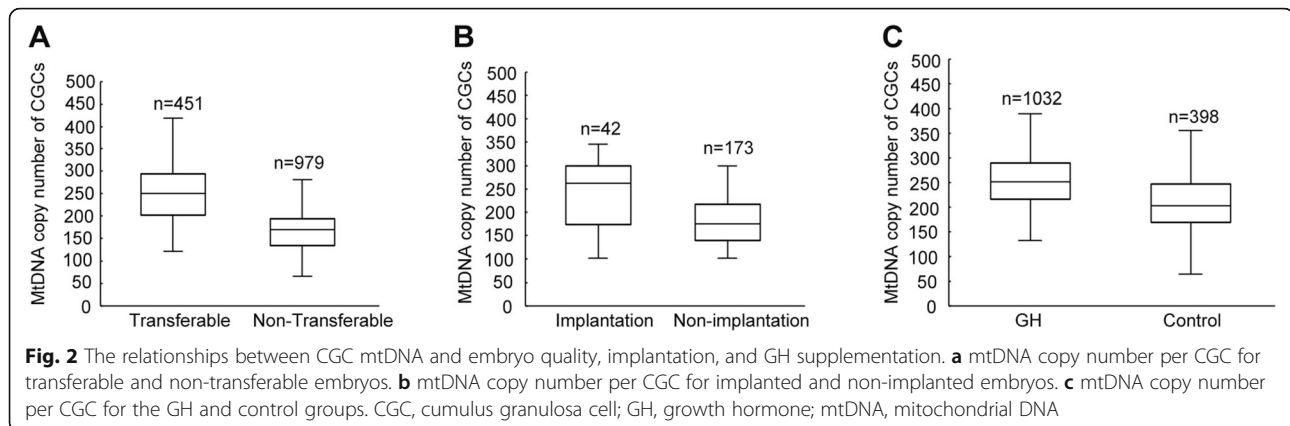 A
B
C
MtDNA copy number of CGCs
500
450
400
350
300
250
200
150
100
50
0
n=451
n=979
Transferable
Non-Transferable
MtDNA copy number of CGCs
500
450
400
350
300
250
200
150
100
50
0
n=42
n=173
Implantation
Non-implantation
MtDNA copy number of CGCs
500
400
350
300
250
200
150
100
50
0
n=1032
n=398
GH
Control
Fig. 2 The relationships between CGC mtDNA and embryo quality, implantation, and GH supplementation. a mtDNA copy number per CGC for
transferable and non-transferable embryos. b mtDNA copy number per CGC for implanted and non-implanted embryos. c mtDNA copy number
per CGC for the GH and control groups. CGC, cumulus granulosa cell; GH, growth hormone; mtDNA, mitochondrial DNA